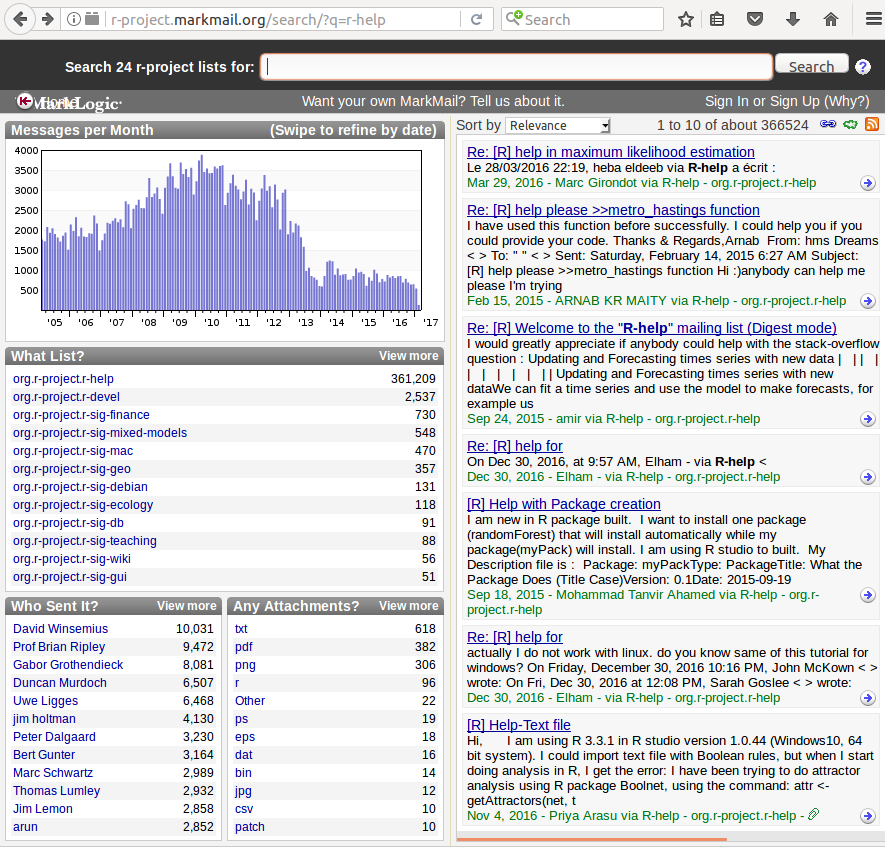 r-project.markmail.org/search/?q=r-help
Search
Search 24 r-project lists for:
Search
?
MarkLogic
Want your own MarkMail? Tell us about it.
Sign In or Sign Up (Why?)
Messages per Month (Swipe to refine by date)
4000
3500
3000
2500
2000
1500
1000
500
'05 '06 '07 '08 '09 '10 '11 '12 '13 '14 '15 '16 '17
What List? View more
org.r-project.r-help 361,209
org.r-project.r-devel 2,537
org.r-project.r-sig-finance 730
org.r-project.r-sig-mixed-models 548
org.r-project.r-sig-mac 470
org.r-project.r-sig-geo 357
org.r-project.r-sig-debian 131
org.r-project.r-sig-ecology 118
org.r-project.r-sig-db 91
org.r-project.r-sig-teaching 88
org.r-project.r-sig-wiki 56
org.r-project.r-sig-gui 51
Who Sent It? View more
David Winsemius 10,031
Prof Brian Ripley 9,472
Gabor Grothendieck 8,081
Duncan Murdoch 6,507
Uwe Ligges 6,468
jim holtman 4,130
Peter Dalgaard 3,230
Bert Gunter 3,164
Marc Schwartz 2,989
Thomas Lumley 2,932
Jim Lemon 2,858
arun 2,852
Any Attachments? View more
txt 618
pdf 382
png 306
r 96
Other 22
ps 19
eps 18
dat 16
bin 14
jpg 12
csv 10
patch 10
Sort by Relevance 1 to 10 of about 366524
Re: [R] help in maximum likelihood estimation
Le 28/03/2016 22:19, heba eldeeb via R-help a écrit :
Mar 29, 2016 - Marc Girondot via R-help - org.r-project.r-help
Re: [R] help please >>metro_hastings function
I have used this function before successfully. I could help you if you
could provide your code. Thanks & Regards,Arnab From: hms Dreams
< > To: " " < > Sent: Saturday, February 14, 2015 6:27 AM Subject:
[R] help please >>metro_hastings function Hi :)anybody can help me
please I'm trying
Feb 15, 2015 - ARNAB KR MAITY via R-help - org.r-project.r-help
Re: [R] Welcome to the "R-help" mailing list (Digest mode)
I would greatly appreciate if anybody could help with the stack-overflow
question : Updating and Forecasting times series with new data | | | |
| | | | | | | | Updating and Forecasting times series with new
dataWe can fit a time series and use the model to make forecasts, for
example us
Sep 24, 2015 - amir via R-help - org.r-project.r-help
Re: [R] help for
On Dec 30, 2016, at 9:57 AM, Elham - via R-help <
Dec 30, 2016 - Elham - via R-help - org.r-project.r-help
[R] Help with Package creation
I am new in R package built. I want to install one package
(randomForest) that will install automatically while my
package(myPack) will install. I am using R studio to built. My
Description file is : Package: myPackType: PackageTitle: What the
Package Does (Title Case)Version: 0.1Date: 2015-09-19
Sep 18, 2015 - Mohammad Tanvir Ahamed via R-help - org.r-
project.r-help
Re: [R] help for
actually I do not work with linux. do you know same of this tutorial for
windows? On Friday, December 30, 2016 10:16 PM, John McKown < >
wrote: On Fri, Dec 30, 2016 at 12:08 PM, Sarah Goslee < > wrote:
Dec 30, 2016 - Elham - via R-help - org.r-project.r-help
[R] Help-Text file
Hi, I am using R 3.3.1 in R studio version 1.0.44 (Windows10, 64
bit system). I could import text file with Boolean rules, but when I start
doing analysis in R, I get the error: I have been trying to do attractor
analysis using R package Boolnet, using the command: attr <-
getAttractors(net, t
Nov 4, 2016 - Priya Arasu via R-help - org.r-project.r-help -